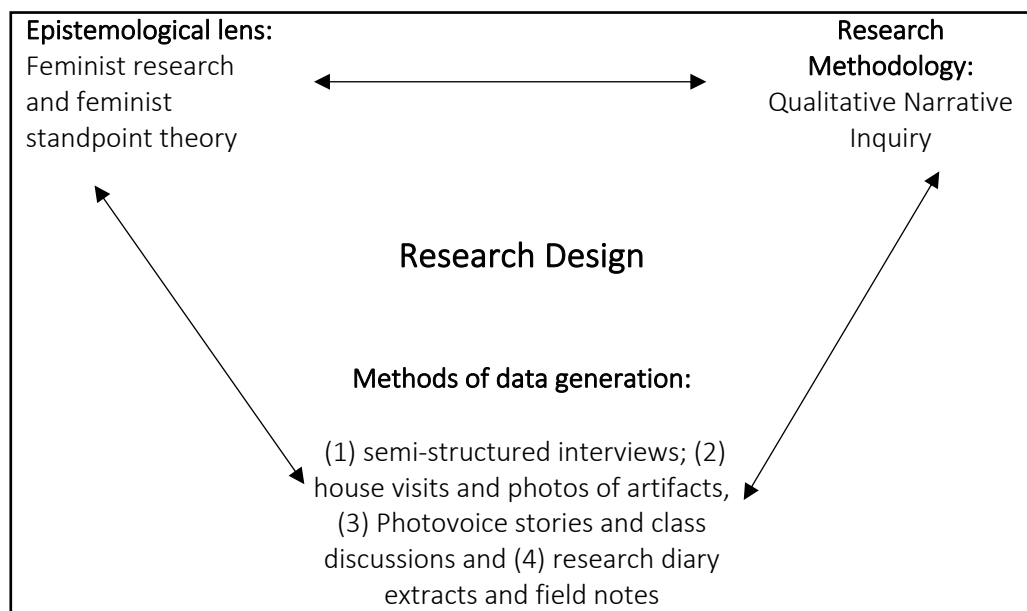 Epistemological lens:
Feminist research
and feminist
standpoint theory
Research
Methodology:
Qualitative Narrative
Inquiry
Research Design
Methods of data generation:
(1) semi-structured interviews; (2)
house visits and photos of artifacts,
(3) Photovoice stories and class
discussions and (4) research diary
extracts and field notes